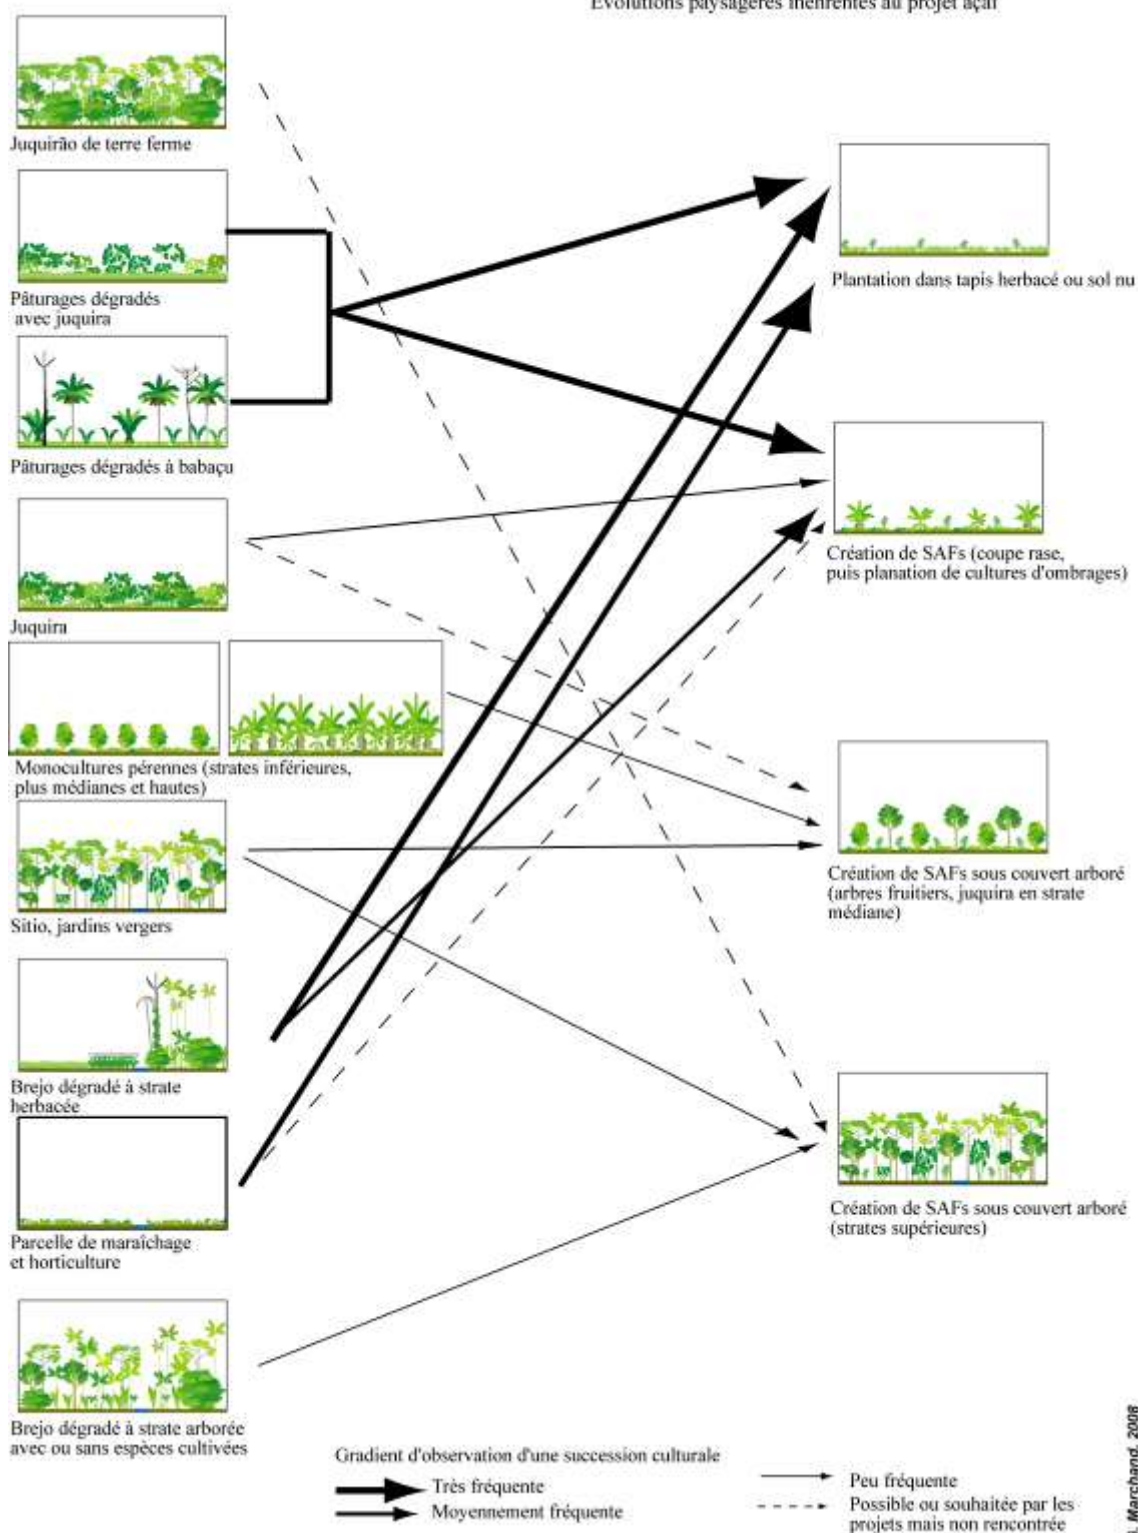 Evolutions paysagères inehrentes au projet açaí
Juquirão de terre ferme
Pâturages dégradés
avec juquira
Pâturages dégradés à babaçu
Juquira
Monocultures pérennes (strates inférieures,
plus médianes et hautes)
Sitio, jardins vergers
Brejo dégradé à strate
herbacée
Parcelle de maraîchage
et horticulture
Brejo dégradé à strate arborée
avec ou sans espèces cultivées
Plantation dans tapis herbacé ou sol nu
Création de SAFs (coupe rase,
puis planation de cultures d'ombrages)
Création de SAFs sous couvert arboré
(arbres fruitiers, juquira en strate
médiane)
Création de SAFs sous couvert arboré
(strates supérieures)
Gradient d'observation d'une succession culturale
Très fréquente
Moyennement fréquente
Peu fréquente
Possible ou souhaitée par les
projets mais non rencontrée
Marchand, 2008